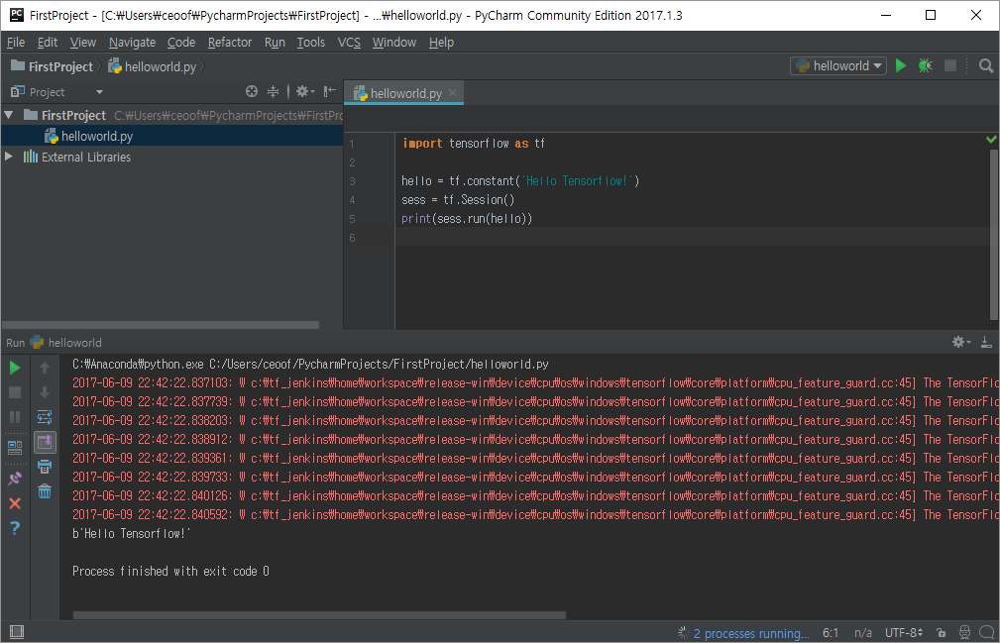 PC FirstProject - [C:₩Users₩ceoof₩PycharmProjects₩FirstProject] - ...₩helloworld.py - PyCharm Community Edition 2017.1.3
File Edit View Navigate Code Refactor Run Tools VCS Window Help
FirstProject helloworld.py helloworld
Project helloworld.py
FirstProject C:₩Users₩ceoof₩PycharmProjects₩FirstPro
helloworld.py
External Libraries
1 import tensorflow as tf
2
3 hello = tf.constant('Hello Tensorflow!')
4 sess = tf.Session()
5 print(sess.run(hello))
6
Run helloworld
C:₩Anaconda₩python.exe C:/Users/ceoof/PycharmProjects/FirstProject/helloworld.py
2017-06-09 22:42:22.837103: W c:₩tf_jenkins₩home₩workspace₩release-win₩device₩cpu₩os₩windows₩tensorflow₩core₩platform₩cpu_feature_guard.cc:45] The TensorFlo
2017-06-09 22:42:22.837739: W c:₩tf_jenkins₩home₩workspace₩release-win₩device₩cpu₩os₩windows₩tensorflow₩core₩platform₩cpu_feature_guard.cc:45] The TensorFlo
2017-06-09 22:42:22.838203: W c:₩tf_jenkins₩home₩workspace₩release-win₩device₩cpu₩os₩windows₩tensorflow₩core₩platform₩cpu_feature_guard.cc:45] The TensorFlo
2017-06-09 22:42:22.838912: W c:₩tf_jenkins₩home₩workspace₩release-win₩device₩cpu₩os₩windows₩tensorflow₩core₩platform₩cpu_feature_guard.cc:45] The TensorFlo
2017-06-09 22:42:22.839361: W c:₩tf_jenkins₩home₩workspace₩release-win₩device₩cpu₩os₩windows₩tensorflow₩core₩platform₩cpu_feature_guard.cc:45] The TensorFlo
2017-06-09 22:42:22.839733: W c:₩tf_jenkins₩home₩workspace₩release-win₩device₩cpu₩os₩windows₩tensorflow₩core₩platform₩cpu_feature_guard.cc:45] The TensorFlo
2017-06-09 22:42:22.840126: W c:₩tf_jenkins₩home₩workspace₩release-win₩device₩cpu₩os₩windows₩tensorflow₩core₩platform₩cpu_feature_guard.cc:45] The TensorFlo
2017-06-09 22:42:22.840592: W c:₩tf_jenkins₩home₩workspace₩release-win₩device₩cpu₩os₩windows₩tensorflow₩core₩platform₩cpu_feature_guard.cc:45] The TensorFlo
b'Hello Tensorflow!'
Process finished with exit code 0
2 processes running... 6:1 n/a UTF-8